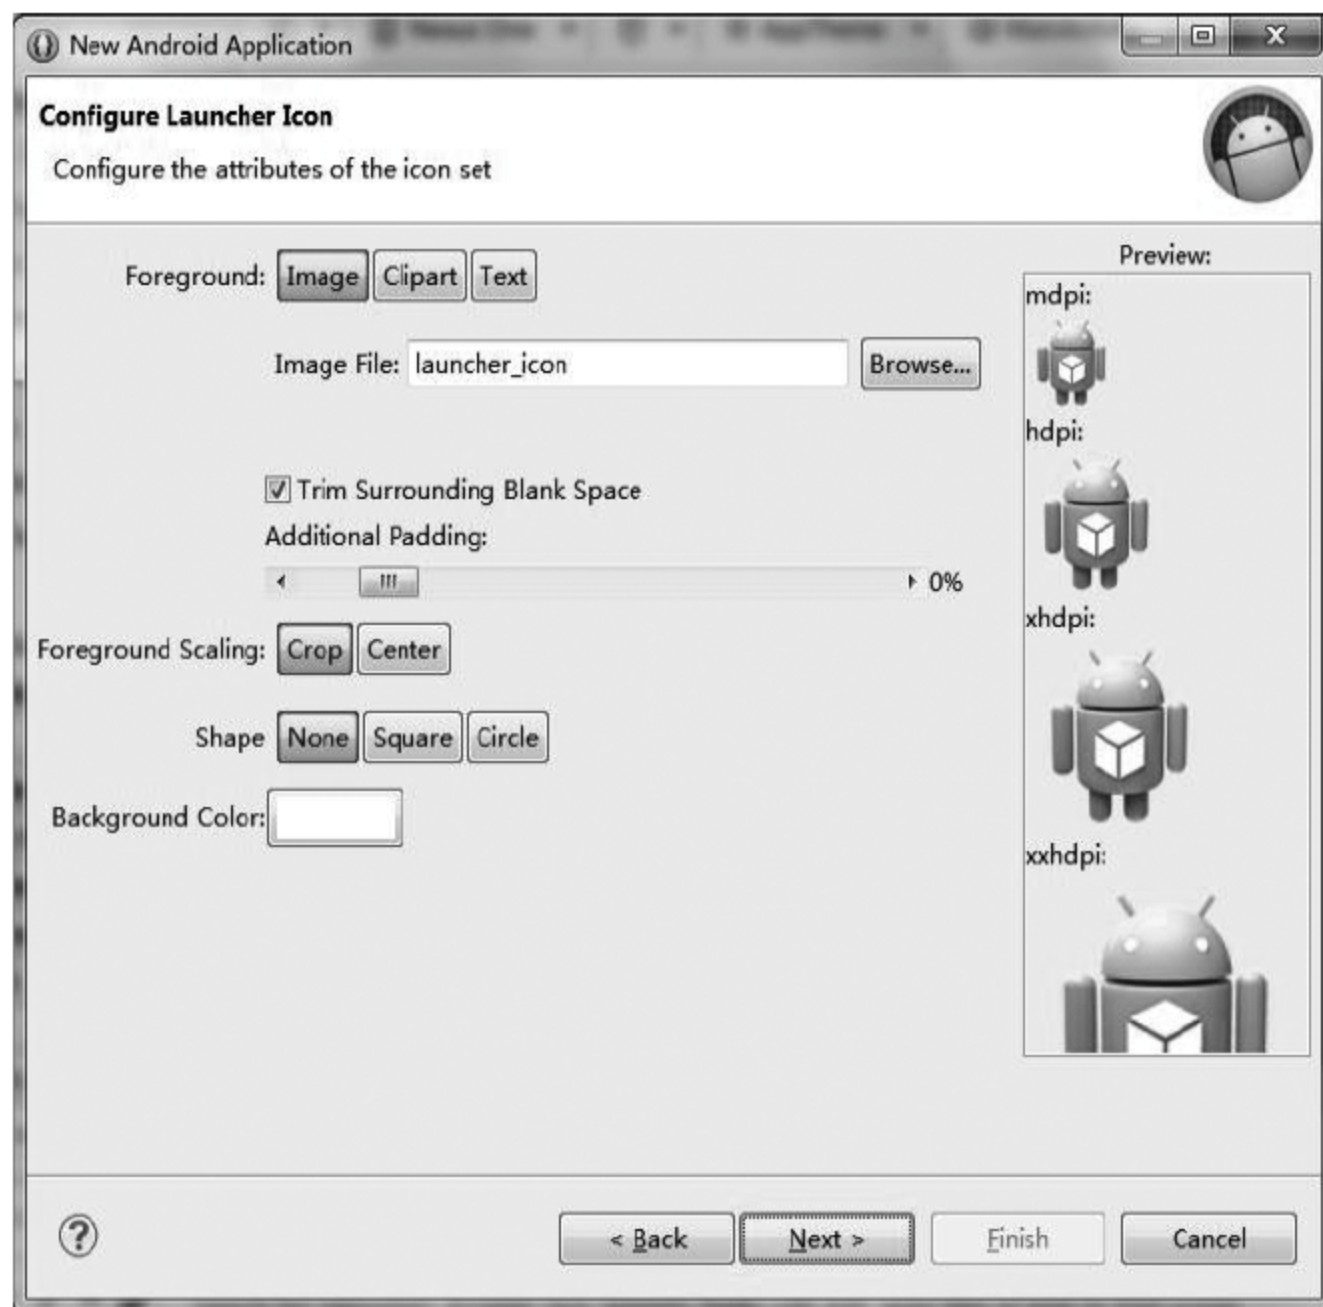 New Android Application
Configure Launcher Icon
Configure the attributes of the icon set
Foreground: Image Clipart Text
Image File: launcher_icon Browse...
Trim Surrounding Blank Space
Additional Padding:
0%
Foreground Scaling: Crop Center
Shape None Square Circle
Background Color:
Preview:
mdpi:
hdpi:
xhdpi:
xxhdpi:
? < Back Next > Finish Cancel